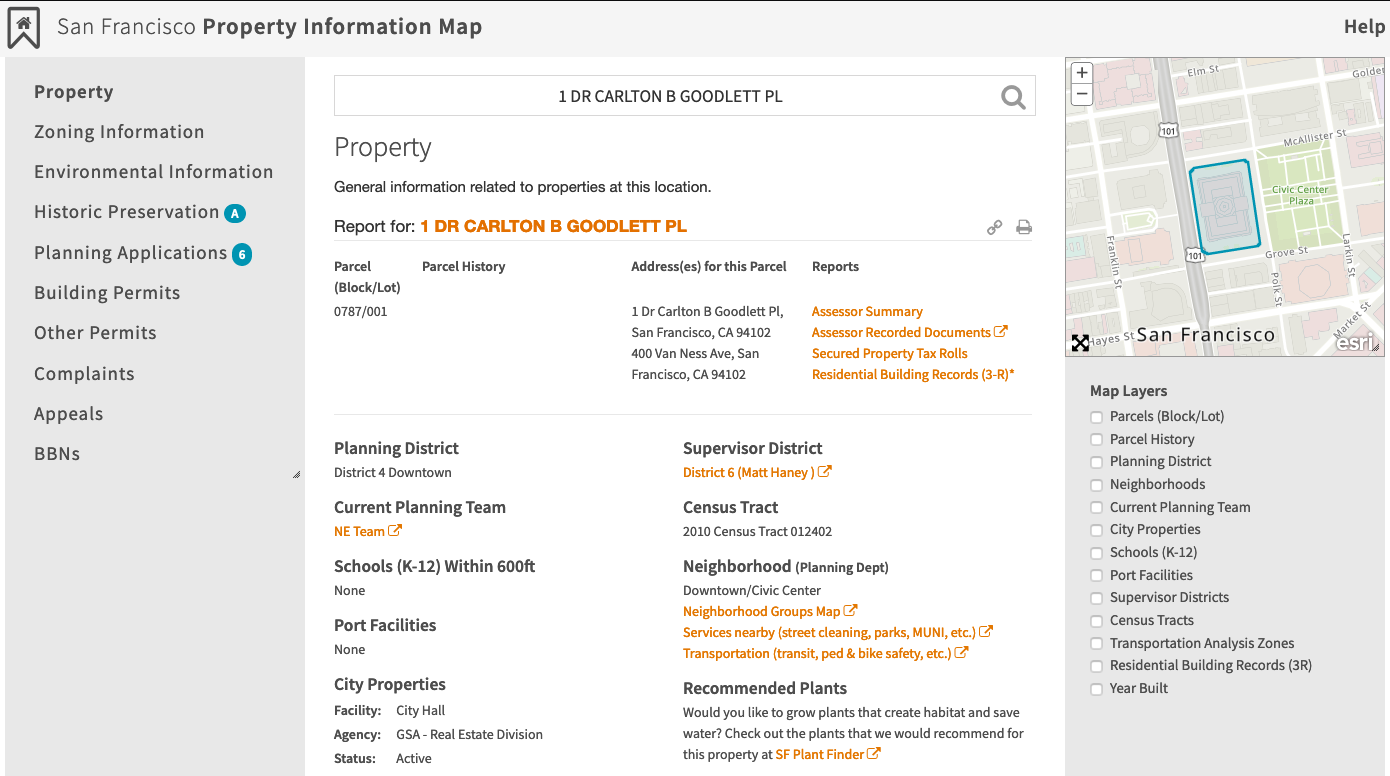 San Francisco Property Information Map
Help
Property
Zoning Information
Environmental Information
Historic Preservation A
Planning Applications 6
Building Permits
Other Permits
Complaints
Appeals
BBNs
1 DR CARLTON B GOODLETT PL
Property
General information related to properties at this location.
Report for: 1 DR CARLTON B GOODLETT PL
Parcel
(Block/Lot)
0787/001
Parcel History
Address(es) for this Parcel
1 Dr Carlton B Goodlett Pl,
San Francisco, CA 94102
400 Van Ness Ave, San
Francisco, CA 94102
Reports
Assessor Summary
Assessor Recorded Documents
Secured Property Tax Rolls
Residential Building Records (3-R)*
Planning District
District 4 Downtown
Current Planning Team
NE Team
Schools (K-12) Within 600ft
None
Port Facilities
None
City Properties
Facility: City Hall
Agency: GSA - Real Estate Division
Status: Active
Supervisor District
District 6 (Matt Haney )
Census Tract
2010 Census Tract 012402
Neighborhood (Planning Dept)
Downtown/Civic Center
Neighborhood Groups Map
Services nearby (street cleaning, parks, MUNI, etc.)
Transportation (transit, ped & bike safety, etc.)
Recommended Plants
Would you like to grow plants that create habitat and save
water? Check out the plants that we would recommend for
this property at SF Plant Finder
+
−
Elm St
Golden
101
McAllister St
Civic Center
Plaza
Franklin St
101
Grove St
Larkin St
Polk St
Market St
Hayes St
San Francisco
esri
Map Layers
Parcels (Block/Lot)
Parcel History
Planning District
Neighborhoods
Current Planning Team
City Properties
Schools (K-12)
Port Facilities
Supervisor Districts
Census Tracts
Transportation Analysis Zones
Residential Building Records (3R)
Year Built